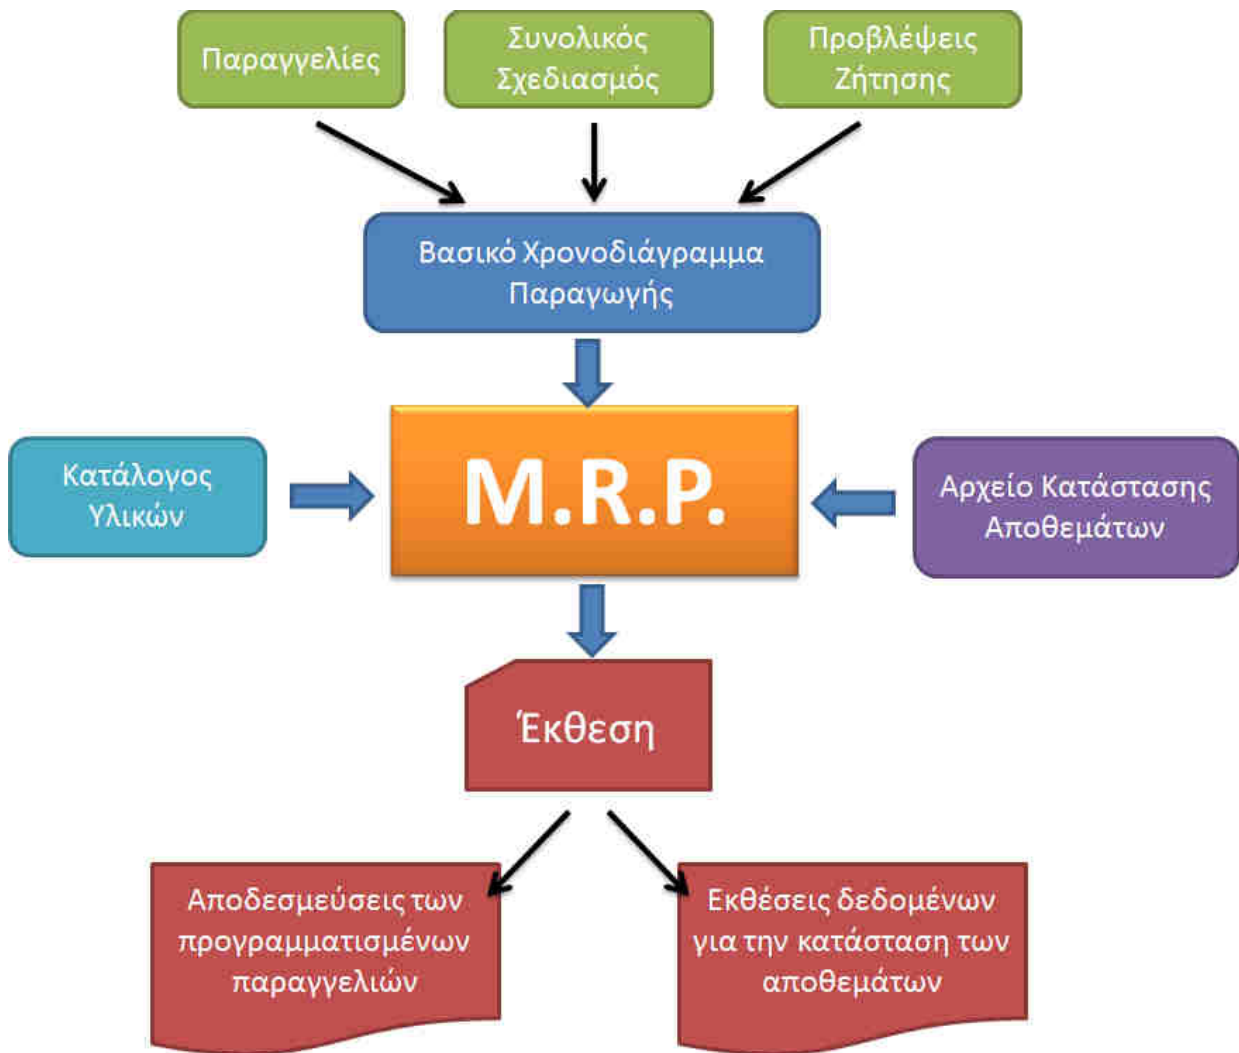 Παραγγελίες
Συνολικός
Σχεδιασμός
Προβλέψεις
Ζήτησης
Βασικό Χρονοδιάγραμμα
Παραγωγής
Κατάλογος
Υλικών
M.R.P.
Αρχείο Κατάστασης
Αποθεμάτων
Έκθεση
Αποδεσμεύσεις των
προγραμματισμένων
παραγγελιών
Εκθέσεις δεδομένων
για την κατάσταση των
αποθεμάτων